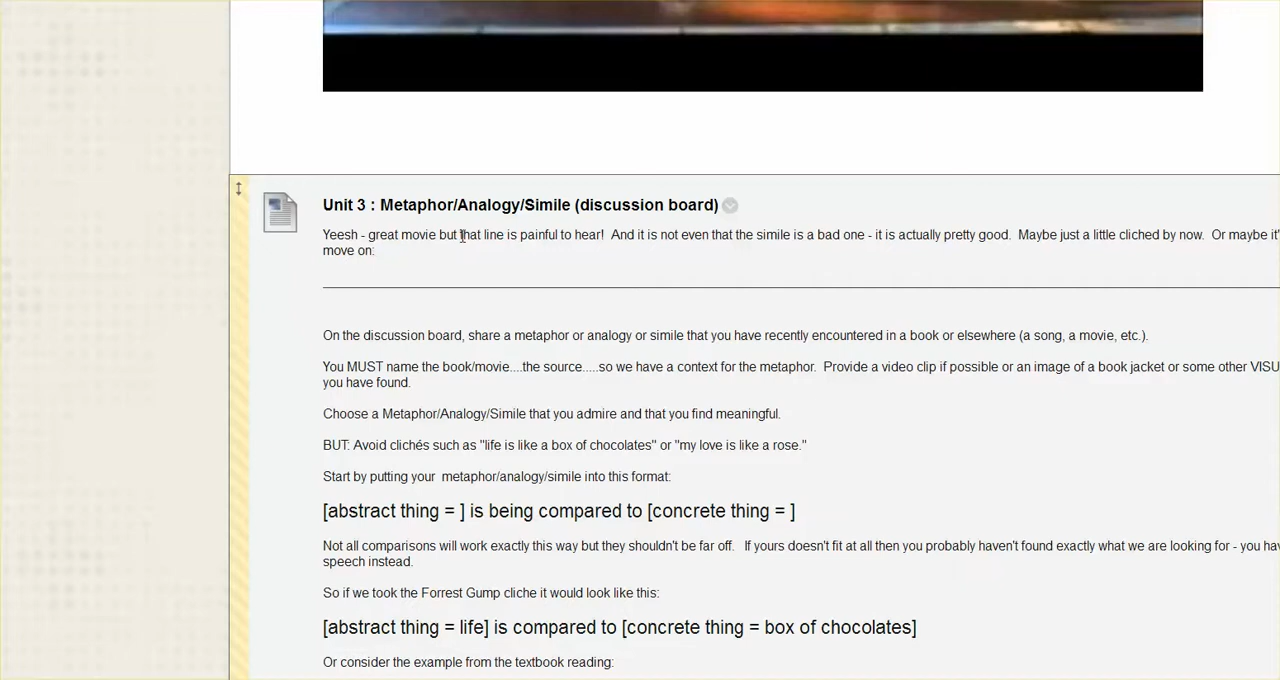 Unit 3 : Metaphor/Analogy/Simile (discussion board)
Yeesh - great movie but that line is painful to hear!  And it is not even that the simile is a bad one - it is actually pretty good.  Maybe just a little cliched by now.  Or maybe it'
move on:
On the discussion board, share a metaphor or analogy or simile that you have recently encountered in a book or elsewhere (a song, a movie, etc.).
You MUST name the book/movie....the source.....so we have a context for the metaphor.  Provide a video clip if possible or an image of a book jacket or some other VISU
you have found.
Choose a Metaphor/Analogy/Simile that you admire and that you find meaningful.
BUT: Avoid clichés such as "life is like a box of chocolates" or "my love is like a rose."
Start by putting your  metaphor/analogy/simile into this format:
[abstract thing = ] is being compared to [concrete thing = ]
Not all comparisons will work exactly this way but they shouldn't be far off.   If yours doesn't fit at all then you probably haven't found exactly what we are looking for - you hav
speech instead.
So if we took the Forrest Gump cliche it would look like this:
[abstract thing = life] is compared to [concrete thing = box of chocolates]
Or consider the example from the textbook reading: